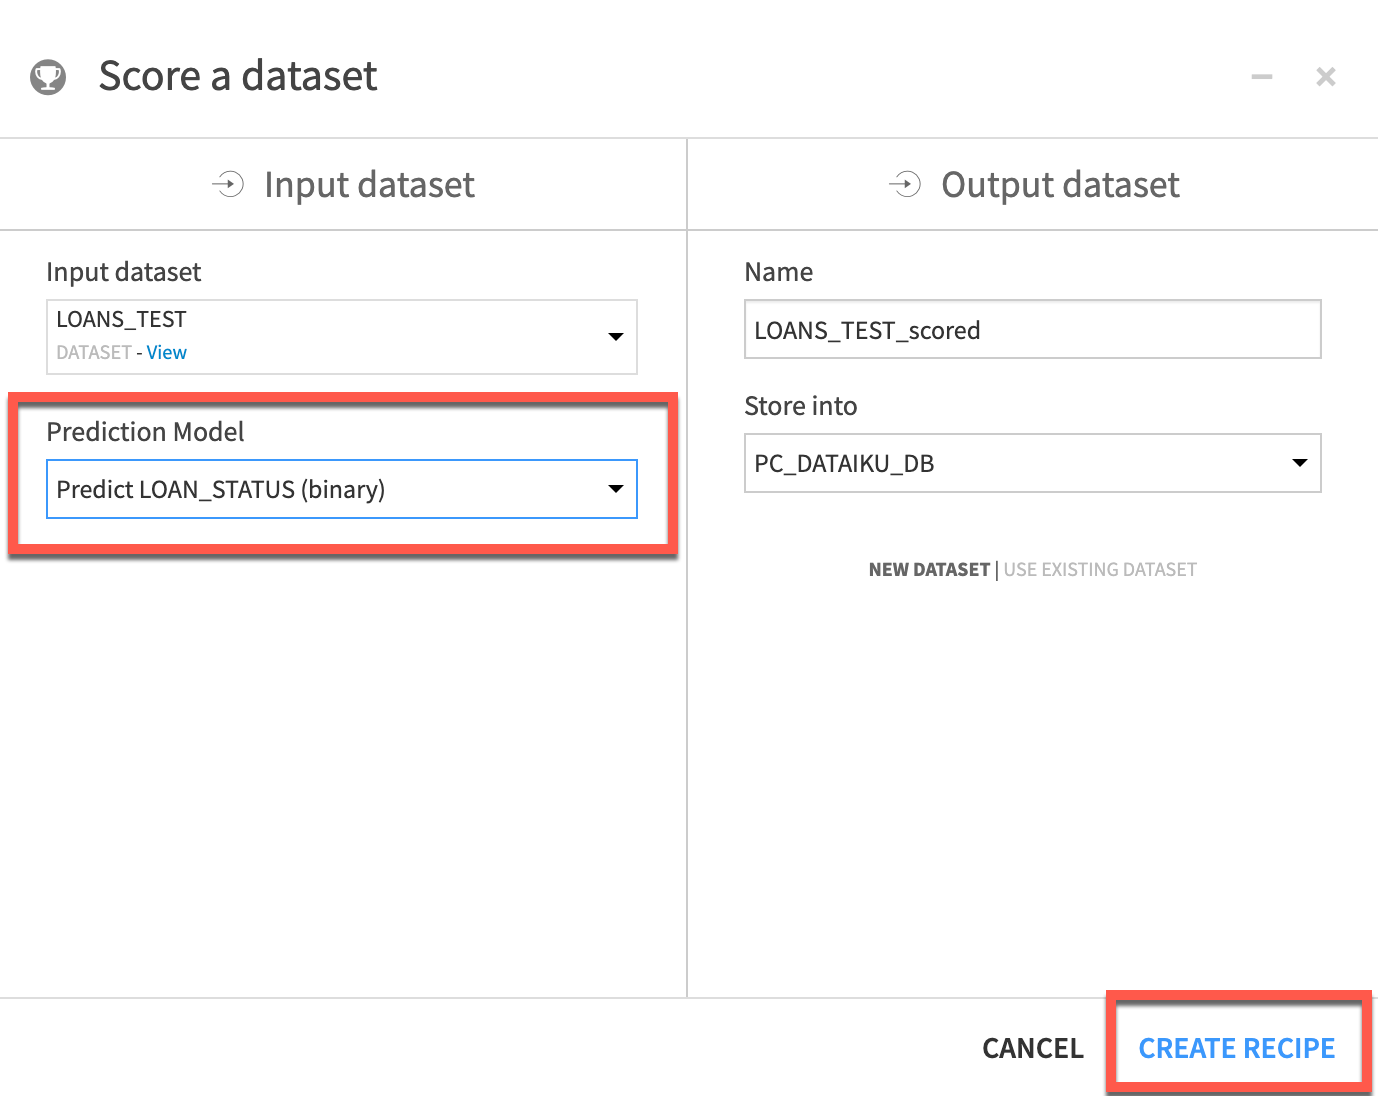 Score a dataset
Input dataset
Output dataset
Input dataset
LOANS_TEST
DATASET - View
Prediction Model
Predict LOAN_STATUS (binary)
Name
LOANS_TEST_scored
Store into
PC_DATAIKU_DB
NEW DATASET | USE EXISTING DATASET
CANCEL
CREATE RECIPE